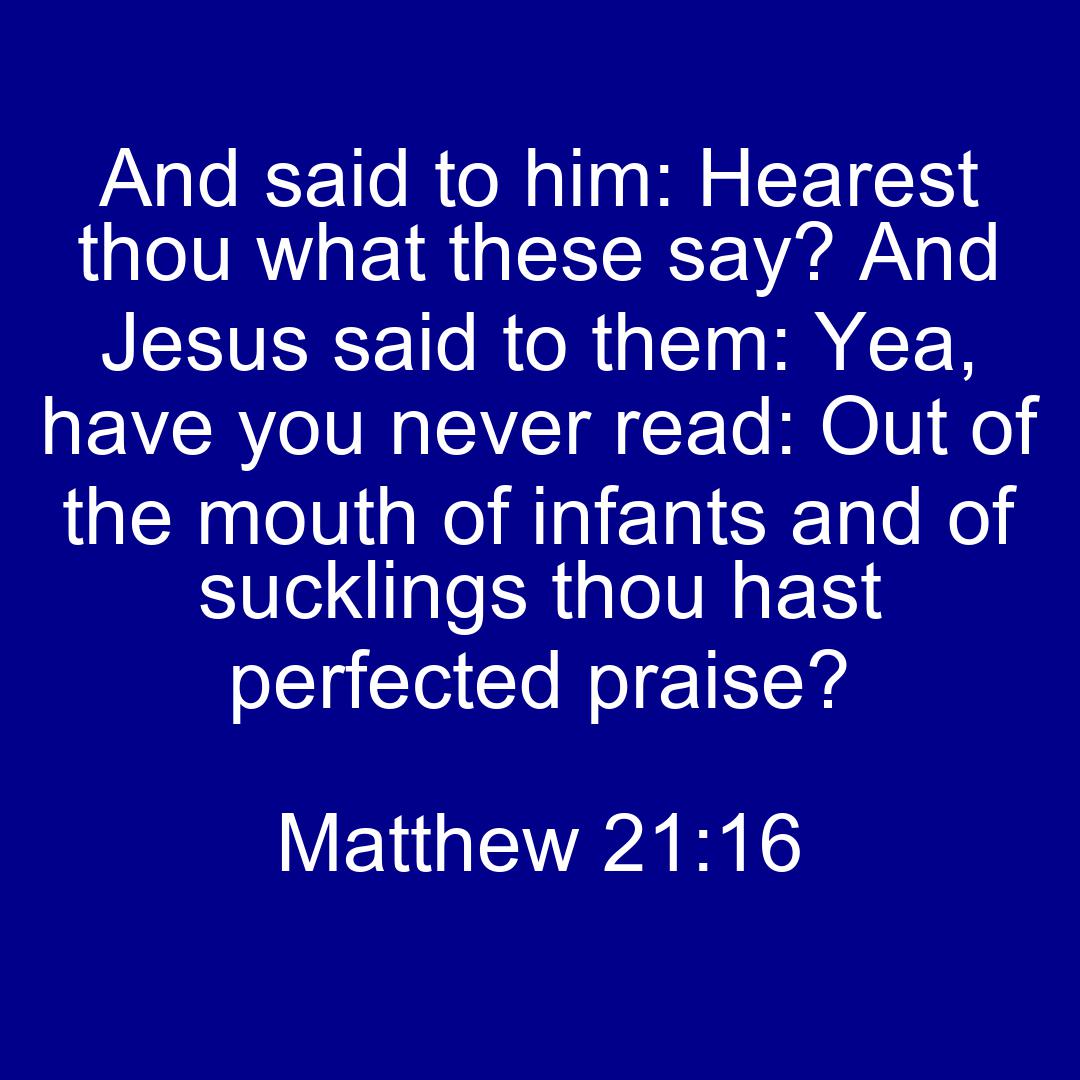 And said to him: Hearest
thou what these say? And
Jesus said to them: Yea,
have you never read: Out of
the mouth of infants and of
sucklings thou hast
perfected praise?
Matthew 21:16